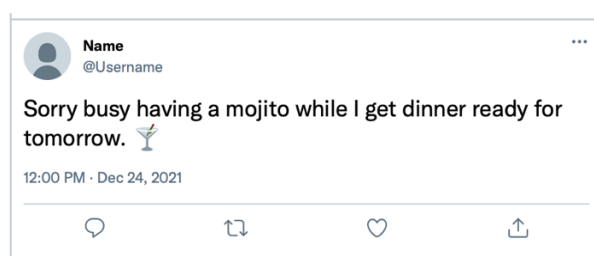 Name
@Username
Sorry busy having a mojito while I get dinner ready for
tomorrow. 🍸
12:00 PM · Dec 24, 2021